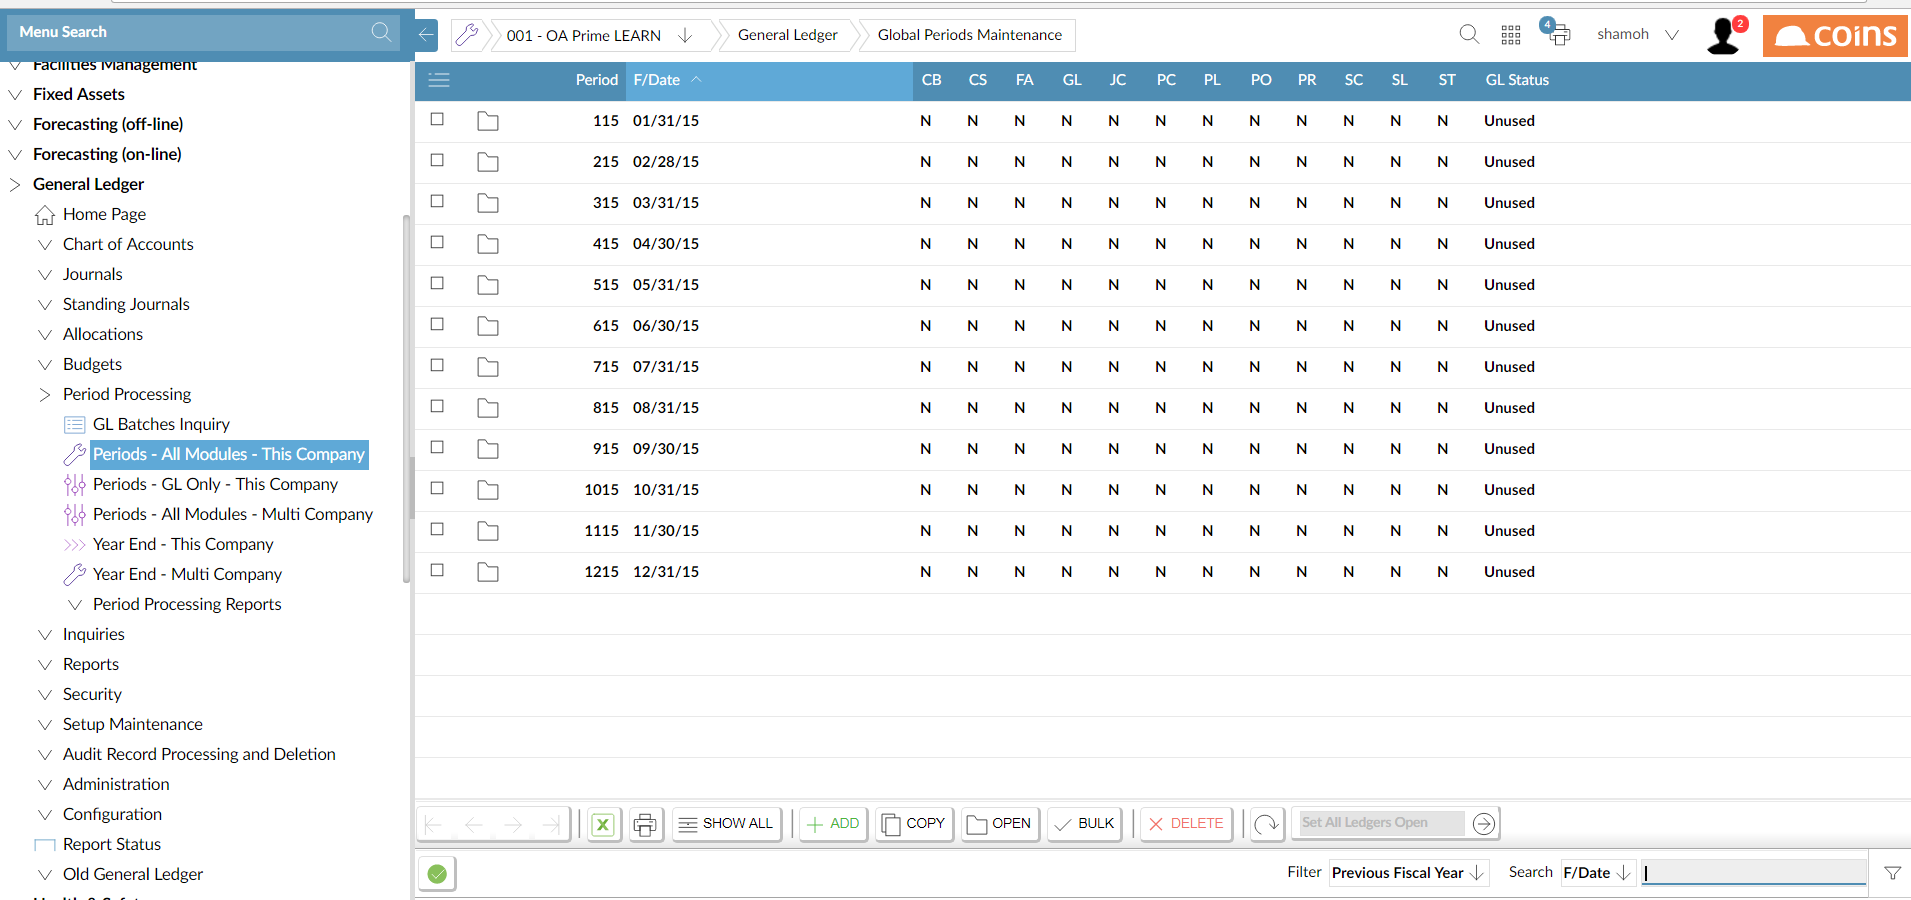 Menu Search
001 - OA Prime LEARN
General Ledger
Global Periods Maintenance
4
shamoh
2
coins
Facilities Management
Fixed Assets
Forecasting (off-line)
Forecasting (on-line)
General Ledger
Home Page
Chart of Accounts
Journals
Standing Journals
Allocations
Budgets
Period Processing
GL Batches Inquiry
Periods - All Modules - This Company
Periods - GL Only - This Company
Periods - All Modules - Multi Company
Year End - This Company
Year End - Multi Company
Period Processing Reports
Inquiries
Reports
Security
Setup Maintenance
Audit Record Processing and Deletion
Administration
Configuration
Report Status
Old General Ledger
Period F/Date CB CS FA GL JC PC PL PO PR SC SL ST GL Status
115 01/31/15 N N N N N N N N N N N N Unused
215 02/28/15 N N N N N N N N N N N N Unused
315 03/31/15 N N N N N N N N N N N N Unused
415 04/30/15 N N N N N N N N N N N N Unused
515 05/31/15 N N N N N N N N N N N N Unused
615 06/30/15 N N N N N N N N N N N N Unused
715 07/31/15 N N N N N N N N N N N N Unused
815 08/31/15 N N N N N N N N N N N N Unused
915 09/30/15 N N N N N N N N N N N N Unused
1015 10/31/15 N N N N N N N N N N N N Unused
1115 11/30/15 N N N N N N N N N N N N Unused
1215 12/31/15 N N N N N N N N N N N N Unused
SHOW ALL ADD COPY OPEN BULK DELETE Set All Ledgers Open
Filter Previous Fiscal Year Search F/Date